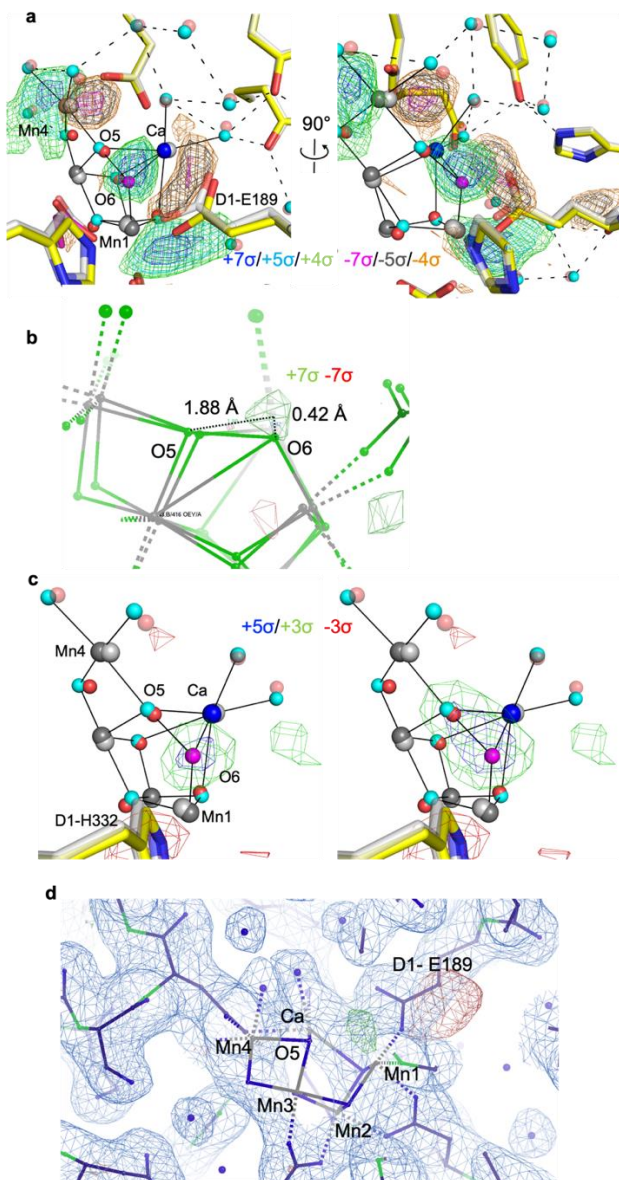 a
Mn4
O5
Ca
O6
Mn1
D1-E189
90°
+7σ/+5σ/+4σ -7σ/-5σ/-4σ
b
+7σ -7σ
1.88 Å
0.42 Å
O5
O6
c
+5σ/+3σ -3σ
Mn4
O5
Ca
O6
D1-H332
Mn1
d
D1- E189
Ca
Mn4
O5
Mn1
Mn3
Mn2